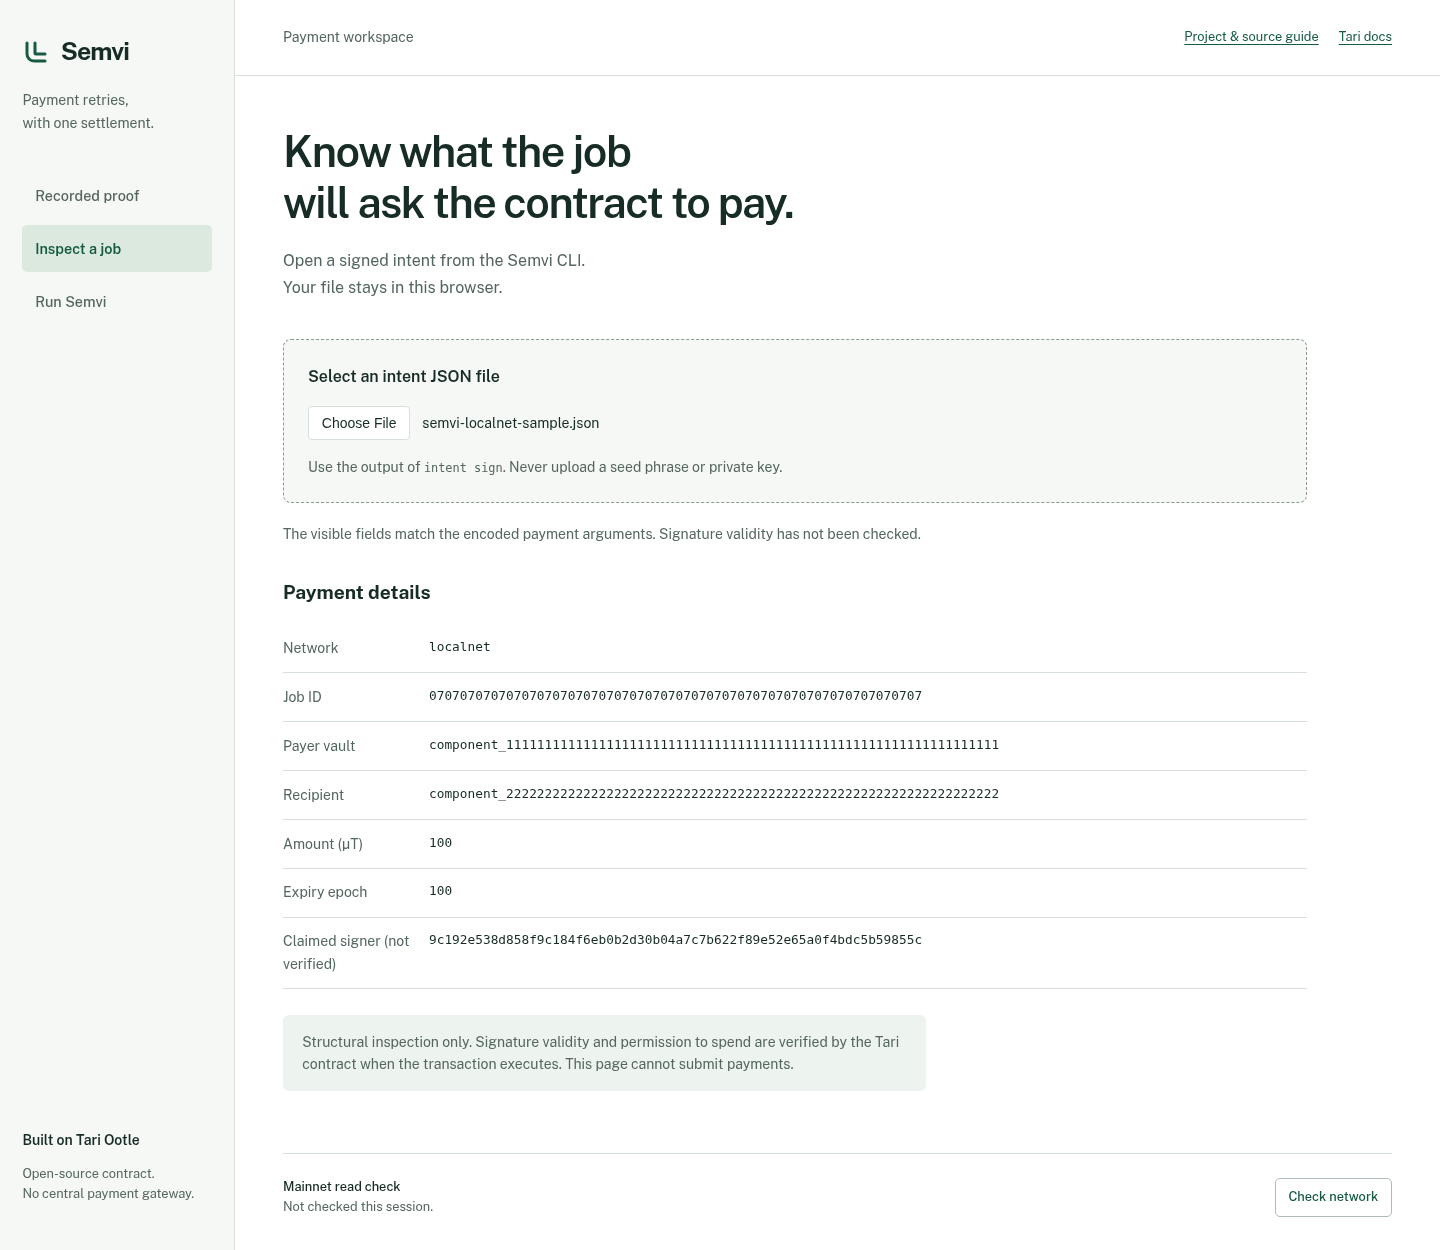 Semvi
Payment retries,
with one settlement.
Recorded proof
Inspect a job
Run Semvi
Built on Tari Ootle
Open-source contract.
No central payment gateway.
Payment workspace
Project & source guide
Tari docs
Know what the job
will ask the contract to pay.
Open a signed intent from the Semvi CLI.
Your file stays in this browser.
Select an intent JSON file
Choose File semvi-localnet-sample.json
Use the output of intent sign. Never upload a seed phrase or private key.
The visible fields match the encoded payment arguments. Signature validity has not been checked.
Payment details
Network localnet
Job ID 0707070707070707070707070707070707070707070707070707070707070707
Payer vault component_1111111111111111111111111111111111111111111111111111111111111111
Recipient component_2222222222222222222222222222222222222222222222222222222222222222
Amount (µT) 100
Expiry epoch 100
Claimed signer (not 9c192e538d858f9c184f6eb0b2d30b04a7c7b622f89e52e65a0f4bdc5b59855c
verified)
Structural inspection only. Signature validity and permission to spend are verified by the Tari
contract when the transaction executes. This page cannot submit payments.
Mainnet read check
Not checked this session.
Check network